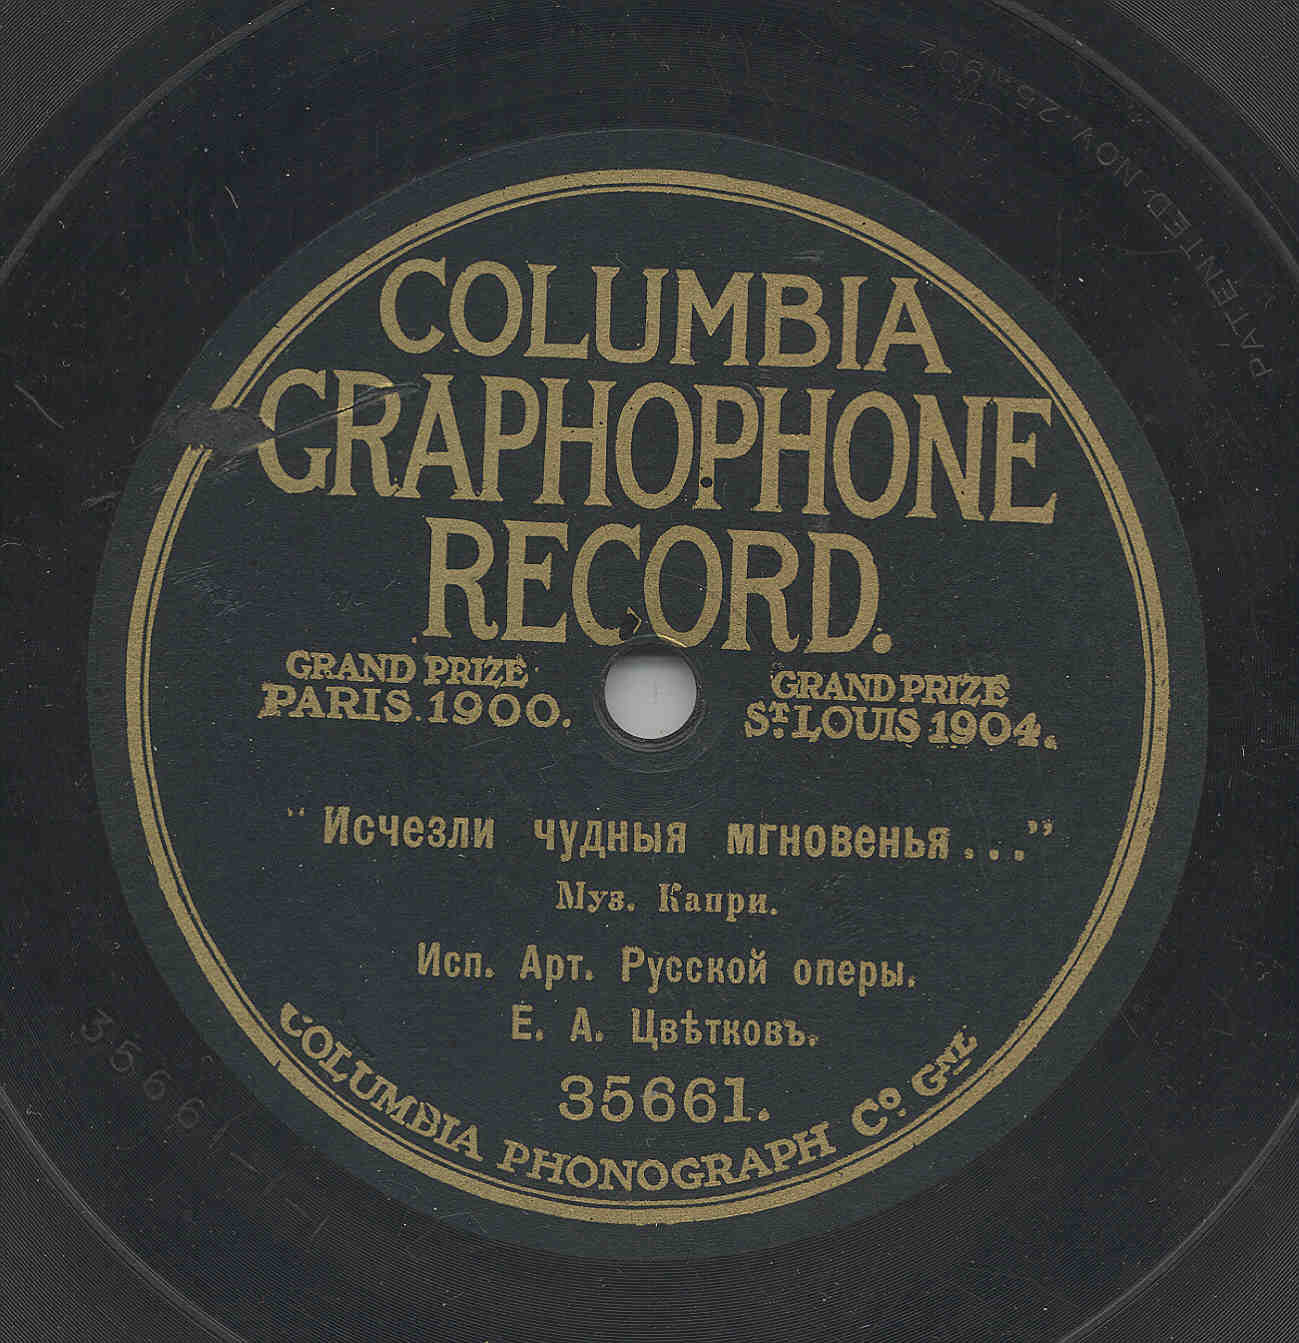 PATENTED NOV. 25. 1902
COLUMBIA
GRAPHOPHONE
RECORD.
GRAND PRIZE
PARIS.1900.
GRAND PRIZE
ST. LOUIS 1904.
“Исчезли чудныя мгновенья...”
Муз. Капри.
Исп. Арт. Русской оперы.
Е. А. Цвѣтковъ.
35661.
COLUMBIA PHONOGRAPH Co. GNL
35661